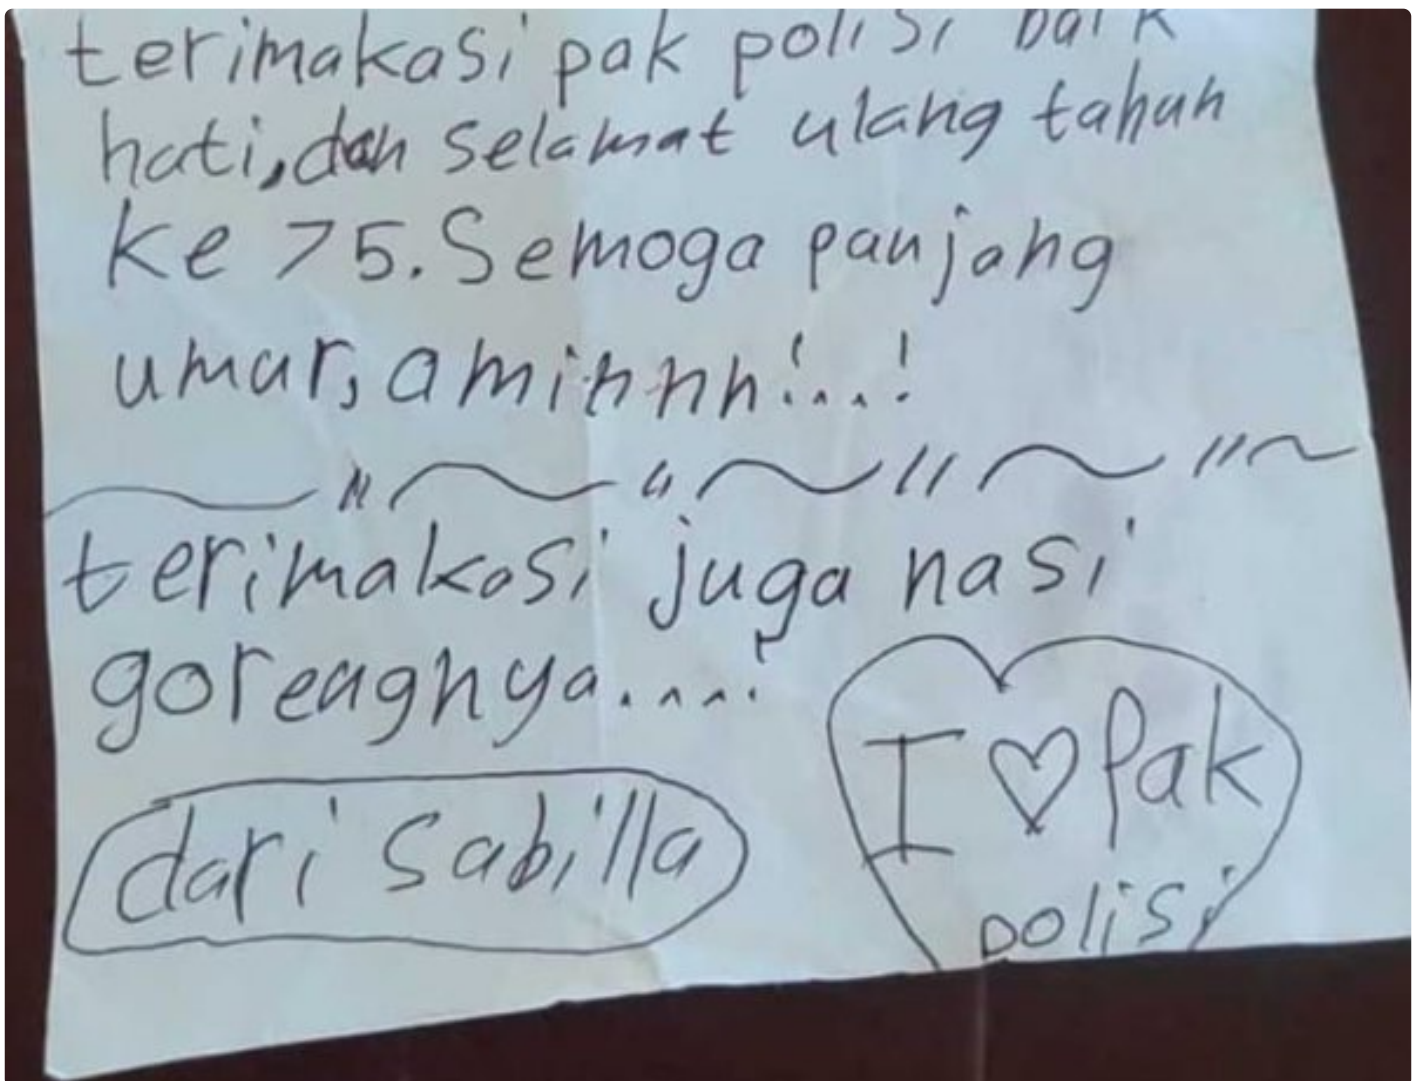 terimakasi pak polisi baik
hati, dan selamat ulang tahun
ke 75. Semoga panjang
umur, aminnn!...!
terimakasi juga nasi
gorengnya....!
dari sabilla
I ♡ Pak
polisi